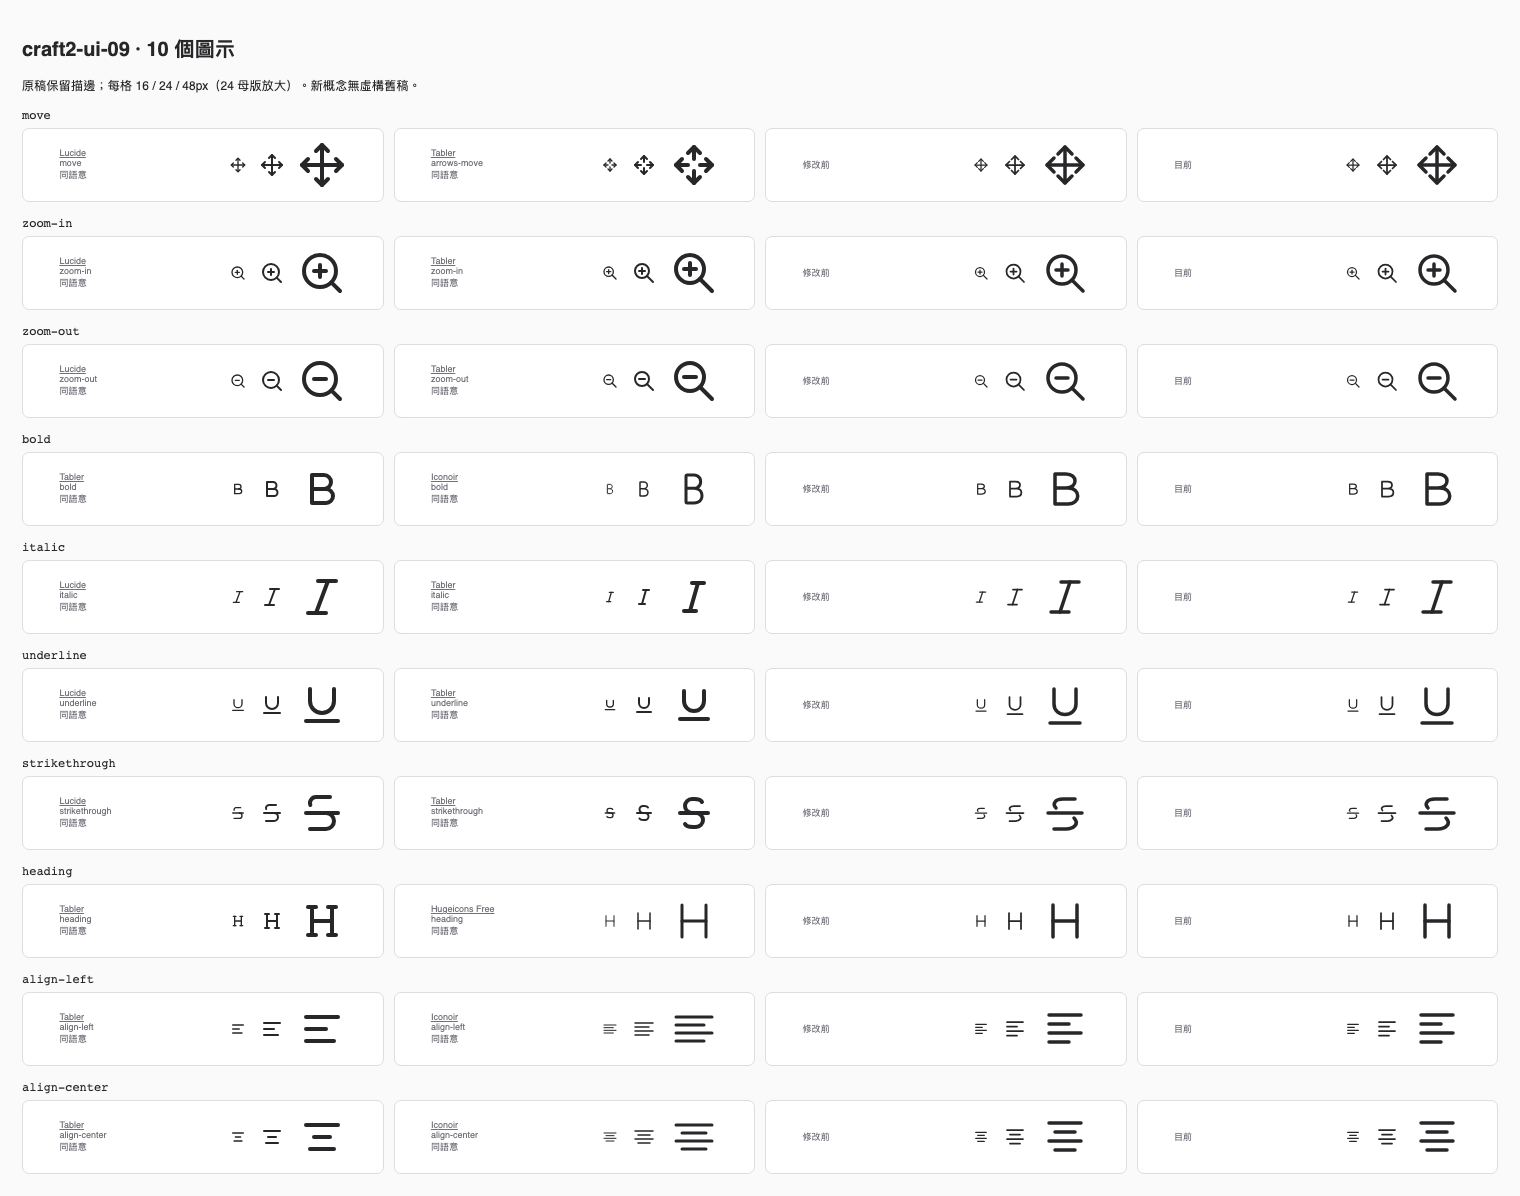 craft2-ui-09 · 10 個圖示
原稿保留描邊；每格 16 / 24 / 48px（24 母版放大）。新概念無虛構舊稿。
move
Lucide
move
同語意
Tabler
arrows-move
同語意
修改前
目前
zoom-in
Lucide
zoom-in
同語意
Tabler
zoom-in
同語意
修改前
目前
zoom-out
Lucide
zoom-out
同語意
Tabler
zoom-out
同語意
修改前
目前
bold
Tabler
bold
同語意
Iconoir
bold
同語意
修改前
目前
italic
Lucide
italic
同語意
Tabler
italic
同語意
修改前
目前
underline
Lucide
underline
同語意
Tabler
underline
同語意
修改前
目前
strikethrough
Lucide
strikethrough
同語意
Tabler
strikethrough
同語意
修改前
目前
heading
Tabler
heading
同語意
Hugeicons Free
heading
同語意
修改前
目前
align-left
Tabler
align-left
同語意
Iconoir
align-left
同語意
修改前
目前
align-center
Tabler
align-center
同語意
Iconoir
align-center
同語意
修改前
目前